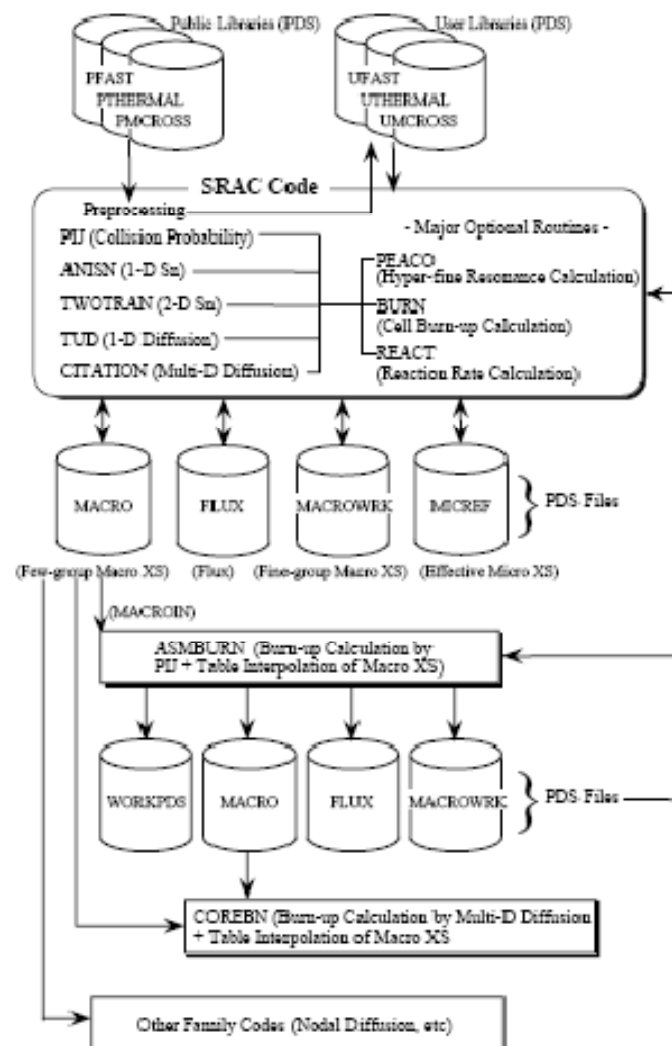 Public Libraries (PDS)
User Libraries (PDS)
PFAST
PTHERMAL
PMCROSS
UFAST
UTHERMAL
UMCROSS
SRAC Code
Preprocessing
PIJ (Collision Probability)
ANISN (1-D Sn)
TWOTRAN (2-D Sn)
TUD (1-D Diffusion)
CITATION (Multi-D Diffusion)
- Major Optional Routines -
PEACO
(Hyper-fine Resonance Calculation)
BURN
(Cell Burn-up Calculation)
REACT
(Reaction Rate Calculation)
MACRO
FLUX
MACROWRK
MICREF
PDS Files
(Few-group Macro XS)
(Flux)
(Fine-group Macro XS)
(Effective Micro XS)
(MACROIN)
ASMBURN (Burn-up Calculation by
PIJ + Table Interpolation of Macro XS)
WORKPDS
MACRO
FLUX
MACROWRK
PDS Files
COREBN (Burn-up Calculation by Multi-D Diffusion
+ Table Interpolation of Macro XS
Other Family Codes (Nodal Diffusion, etc)